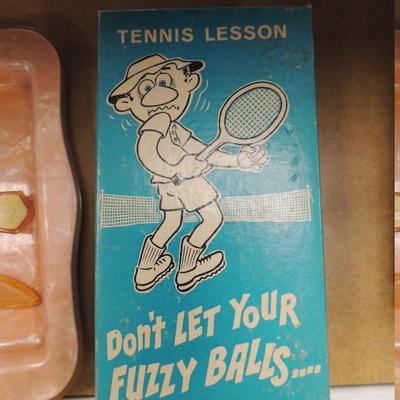 TENNIS LESSON
DON'T LET YOUR
FUZZY BALLS....